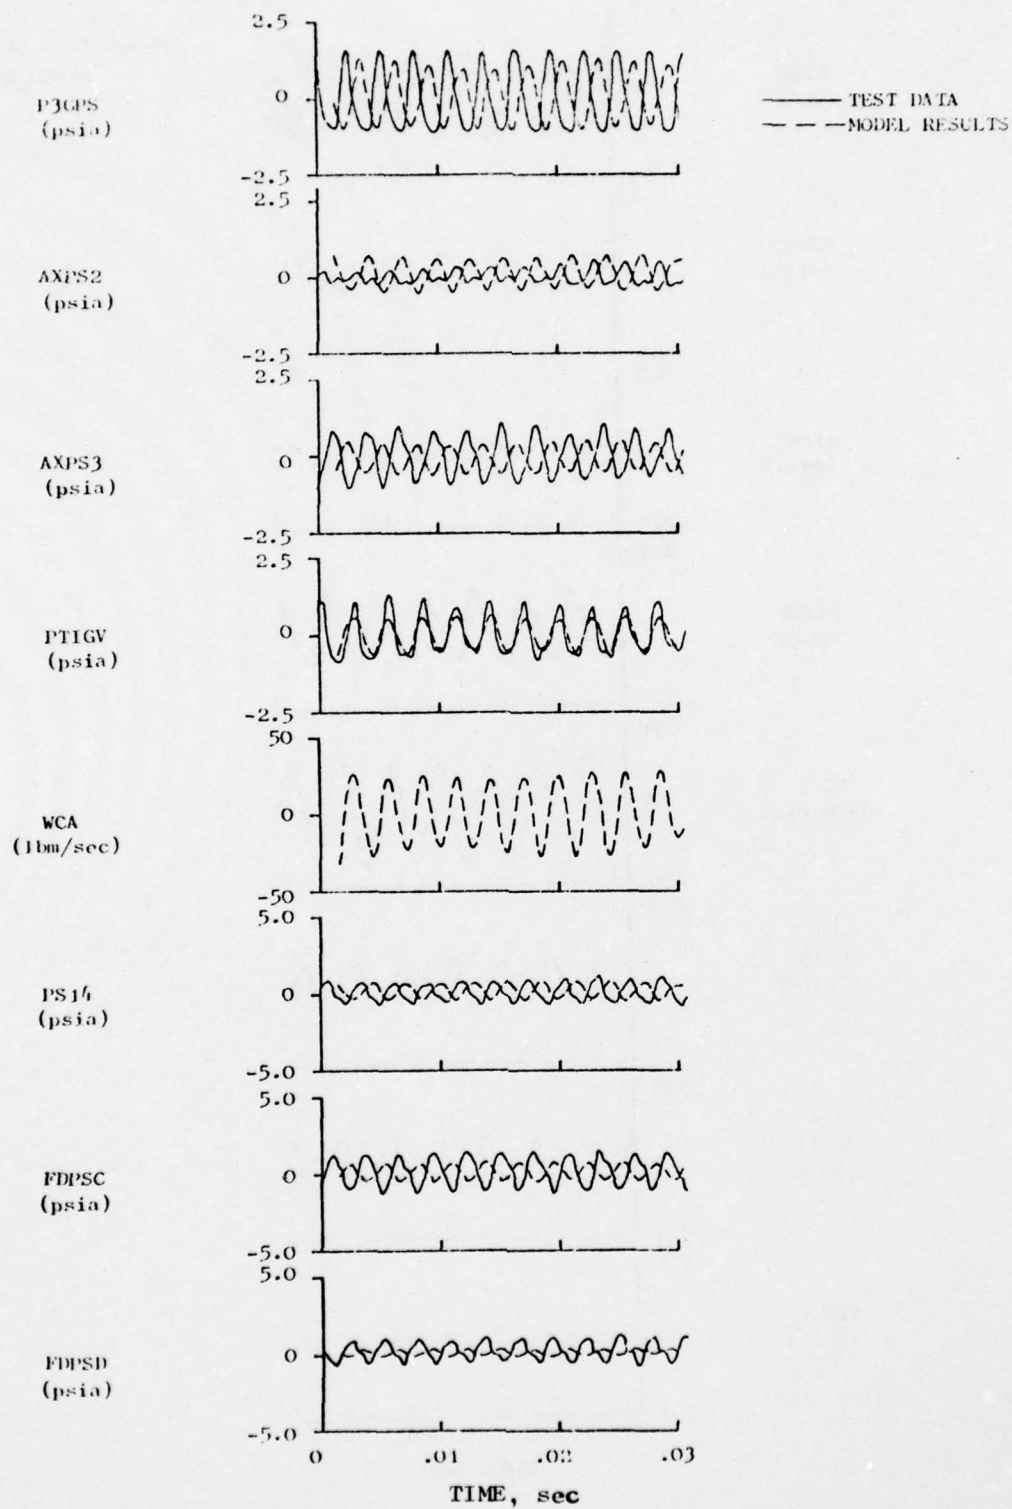 2.5
P3GPS
(psia)
0
-2.5
TEST DATA
MODEL RESULTS
2.5
AXPS2
(psia)
0
-2.5
2.5
AXPS3
(psia)
0
-2.5
2.5
PTIGV
(psia)
0
-2.5
50
WCA
(lbm/sec)
0
-50
5.0
PS14
(psia)
0
-5.0
5.0
FDPSC
(psia)
0
-5.0
5.0
FDPSD
(psia)
0
-5.0
0 .01 .02 .03
TIME, sec